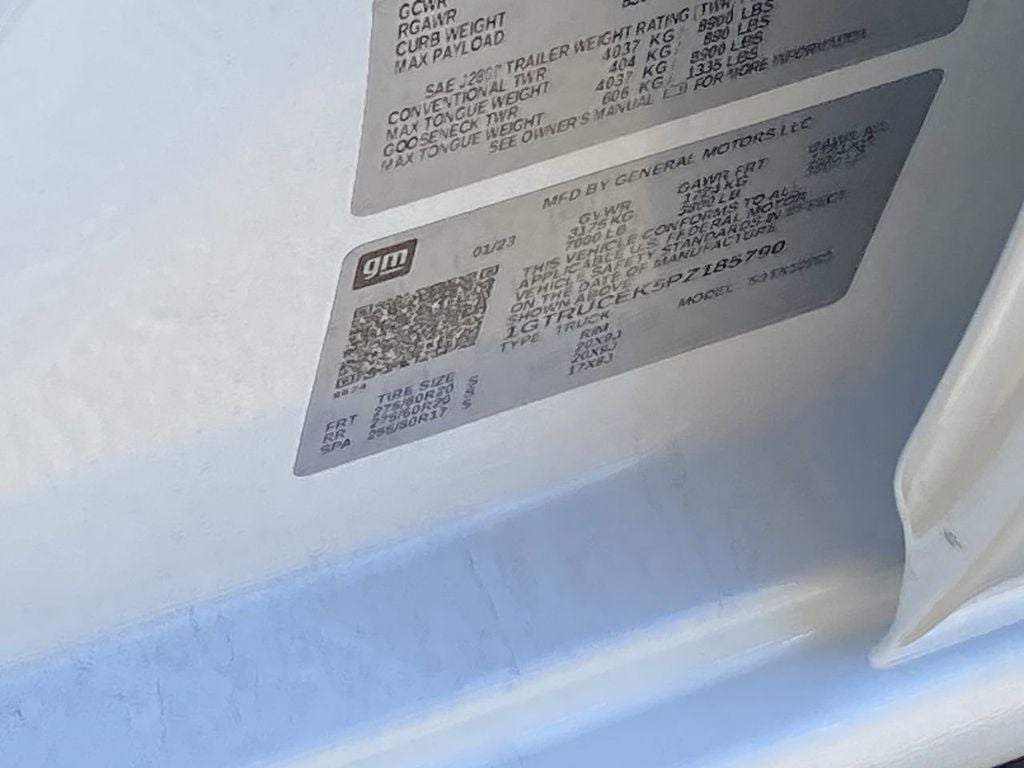 GCWR
RGAWR
CURB WEIGHT
MAX PAYLOAD
TRAILER WEIGHT RATING (TWR)
CONVENTIONAL TWR 4037 KG/ 8900 LBS
MAX TONGUE WEIGHT 404 KG/ 890 LBS
GOOSENECK TWR 4037 KG/ 8900 LBS
MAX TONGUE WEIGHT 606 KG/ 1335 LBS
SEE OWNER'S MANUAL FOR MORE INFORMATION.
MFD BY GENERAL MOTORS LLC
gm
01/23
GVWR GAWR FRT GAWR RR
3175 KG
7000 LB
THIS VEHICLE CONFORMS TO ALL
APPLICABLE U.S. FEDERAL MOTOR
VEHICLE SAFETY STANDARDS IN EFFECT
ON THE DATE OF MANUFACTURE
SHOWN ABOVE.
TYPE TRUCK MODEL
TIRE SIZE RIM
FRT 275/60R20 20X9J
RR 275/60R20 20X9J
SPA 255/80R17 17X8J